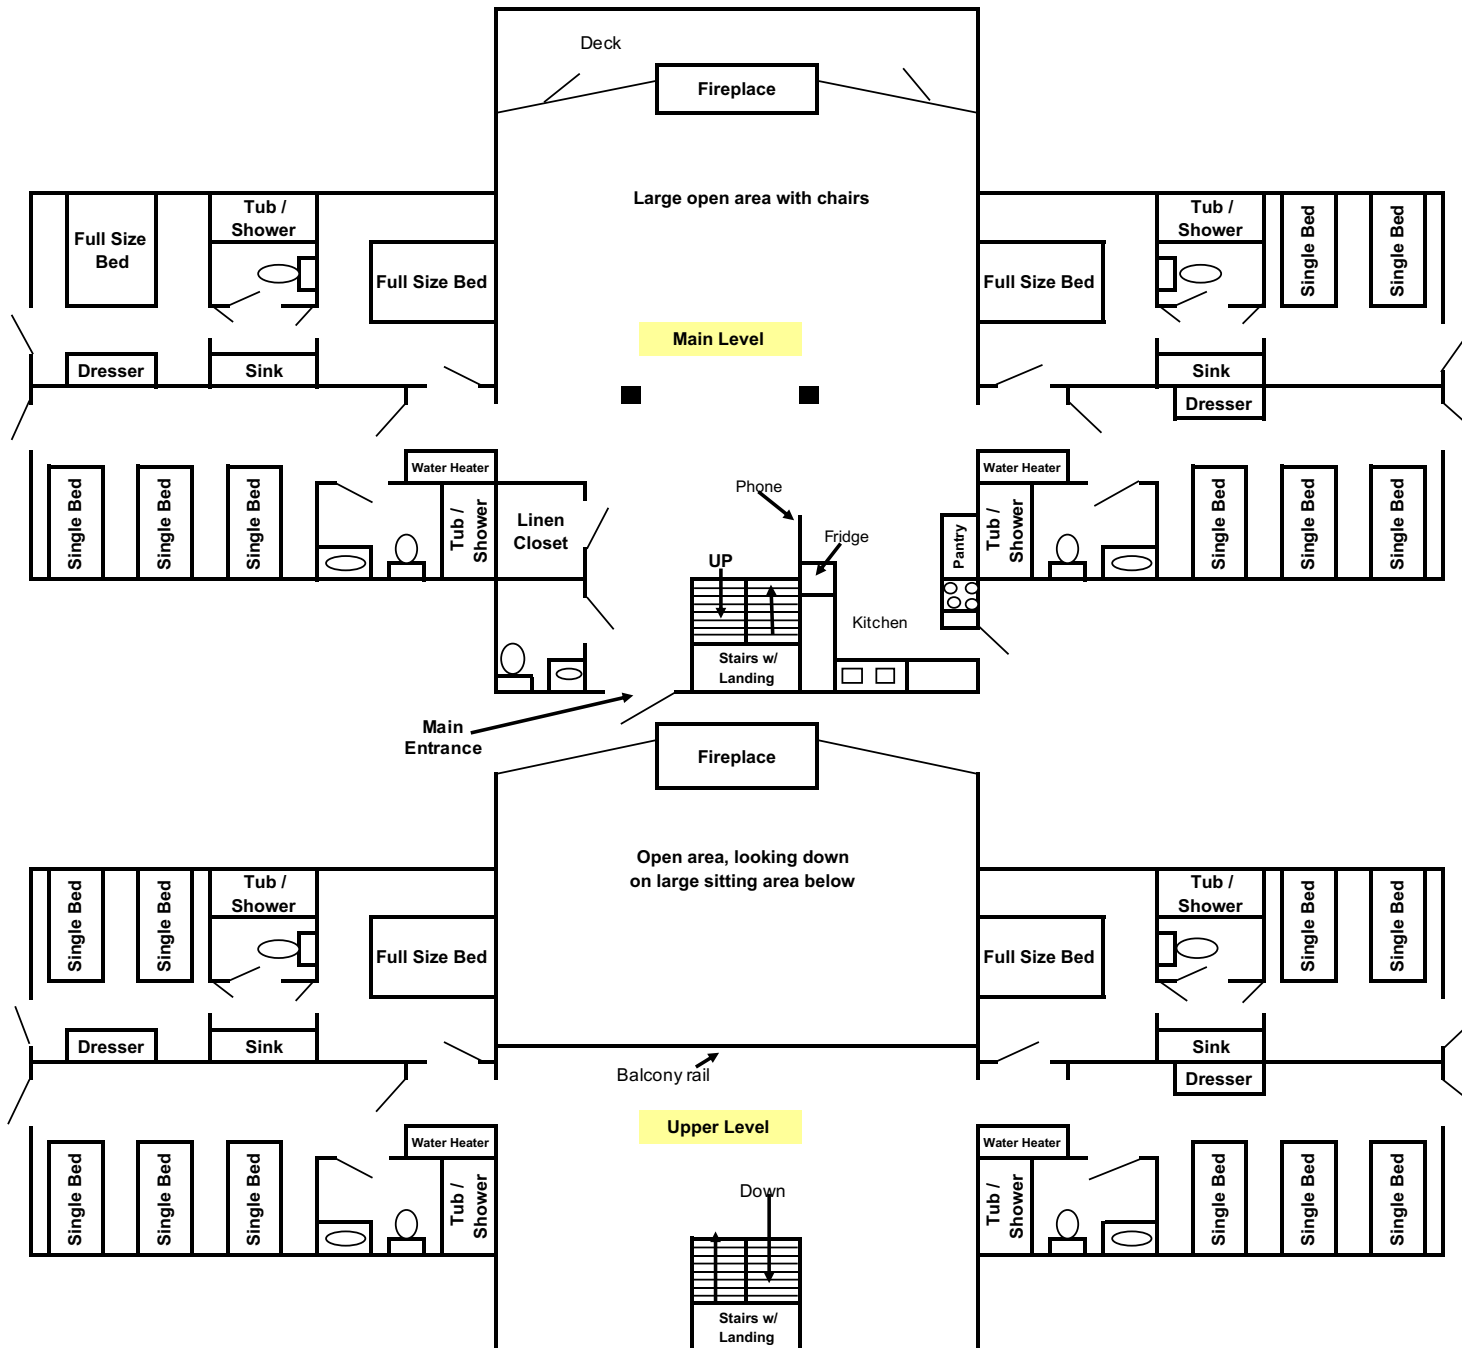 Deck
Fireplace
Large open area with chairs
Tub /
Shower
Full Size
Bed
Full Size Bed
Dresser
Sink
Main Level
Tub /
Shower
Single Bed
Single Bed
Full Size Bed
Sink
Dresser
Water Heater
Single Bed
Single Bed
Single Bed
Tub /
Shower
Linen
Closet
Phone
Fridge
UP
Pantry
Kitchen
Stairs w/
Landing
Water Heater
Tub /
Shower
Single Bed
Single Bed
Single Bed
Main
Entrance
Fireplace
Open area, looking down
on large sitting area below
Single Bed
Single Bed
Tub /
Shower
Full Size Bed
Dresser
Sink
Tub /
Shower
Single Bed
Single Bed
Full Size Bed
Sink
Dresser
Balcony rail
Upper Level
Water Heater
Single Bed
Single Bed
Single Bed
Tub /
Shower
Down
Stairs w/
Landing
Water Heater
Tub /
Shower
Single Bed
Single Bed
Single Bed